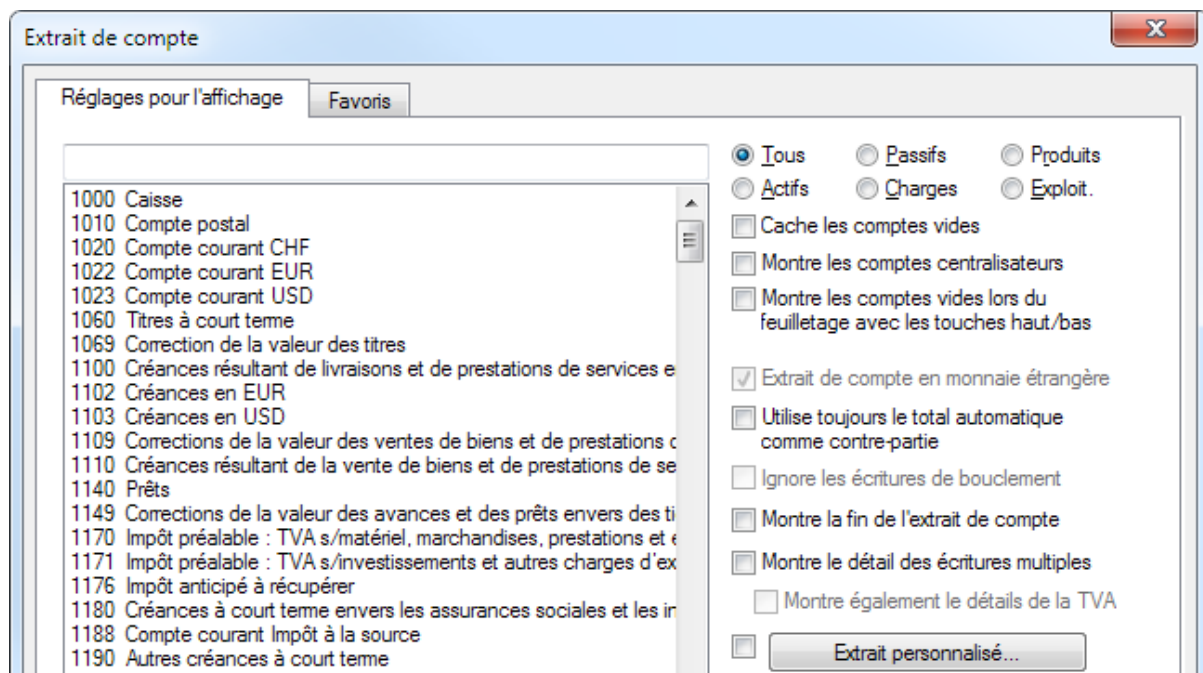 Extrait de compte
Réglages pour l'affichage
Favoris
1000 Caisse
1010 Compte postal
1020 Compte courant CHF
1022 Compte courant EUR
1023 Compte courant USD
1060 Titres à court terme
1069 Correction de la valeur des titres
1100 Créances résultant de livraisons et de prestations de services e
1102 Créances en EUR
1103 Créances en USD
1109 Corrections de la valeur des ventes de biens et de prestations
1110 Créances résultant de la vente de biens et de prestations de se
1140 Prêts
1149 Corrections de la valeur des avances et des prêts envers des ti
1170 Impôt préalable : TVA s/matériel, marchandises, prestations et
1171 Impôt préalable : TVA s/investissements et autres charges d'ex
1176 Impôt anticipé à récupérer
1180 Créances à court terme envers les assurances sociales et les in
1188 Compte courant Impôt à la source
1190 Autres créances à court terme
Tous Passifs Produits
Actifs Charges Exploit.
Cache les comptes vides
Montre les comptes centralisateurs
Montre les comptes vides lors du
feuilletage avec les touches haut/bas
Extrait de compte en monnaie étrangère
Utilise toujours le total automatique
comme contre-partie
Ignore les écritures de bouclement
Montre la fin de l'extrait de compte
Montre le détail des écritures multiples
Montre également le détails de la TVA
Extrait personnalisé...